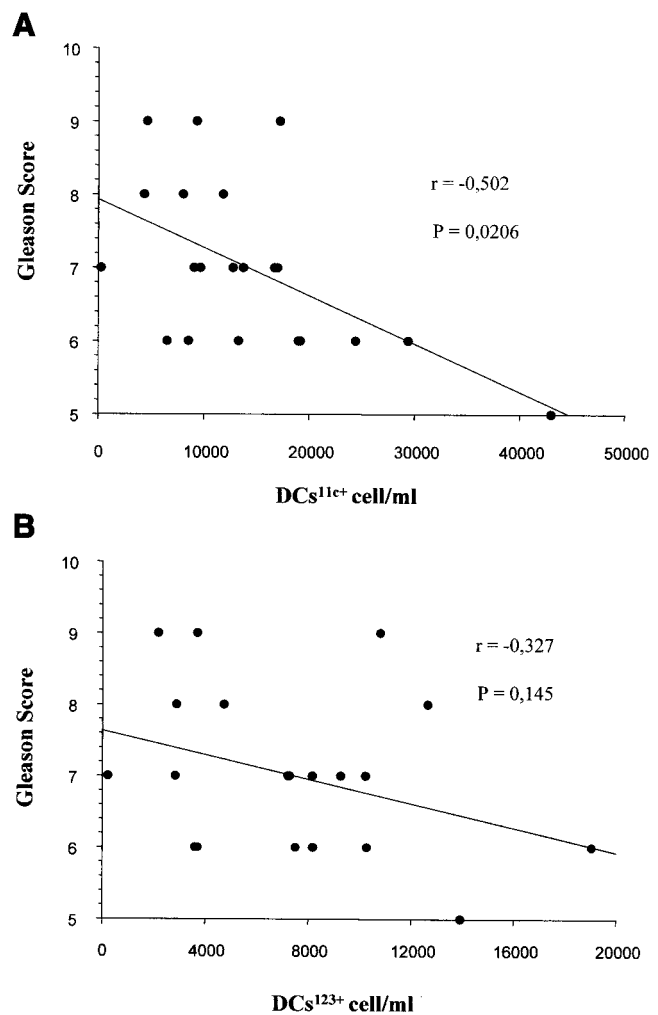 A
10
9
8
7
6
5
Gleason Score
r = -0,502
P = 0,0206
0 10000 20000 30000 40000 50000
DCs11c+ cell/ml
B
10
9
8
7
6
5
Gleason Score
r = -0,327
P = 0,145
0 4000 8000 12000 16000 20000
DCs123+ cell/ml